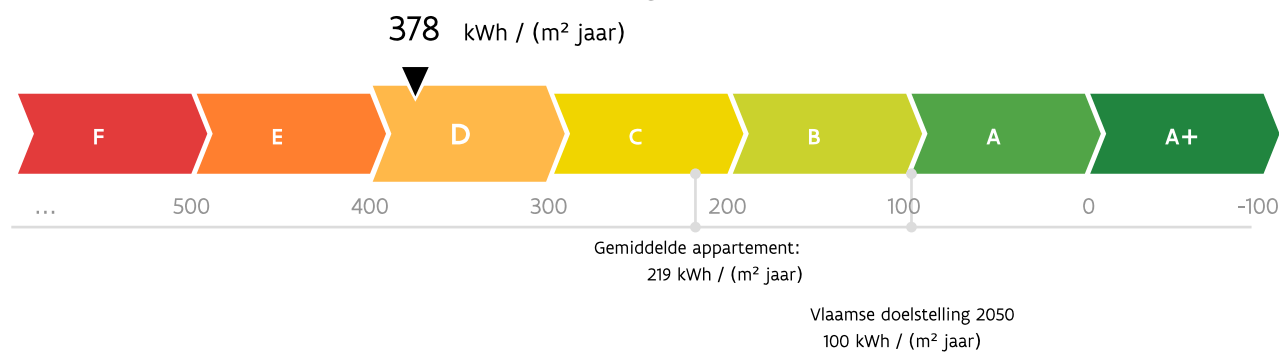 378 kWh / (m² jaar)
F E D C B A A+
... 500 400 300 200 100 0 -100
Gemiddelde appartement:
219 kWh / (m² jaar)
Vlaamse doelstelling 2050
100 kWh / (m² jaar)